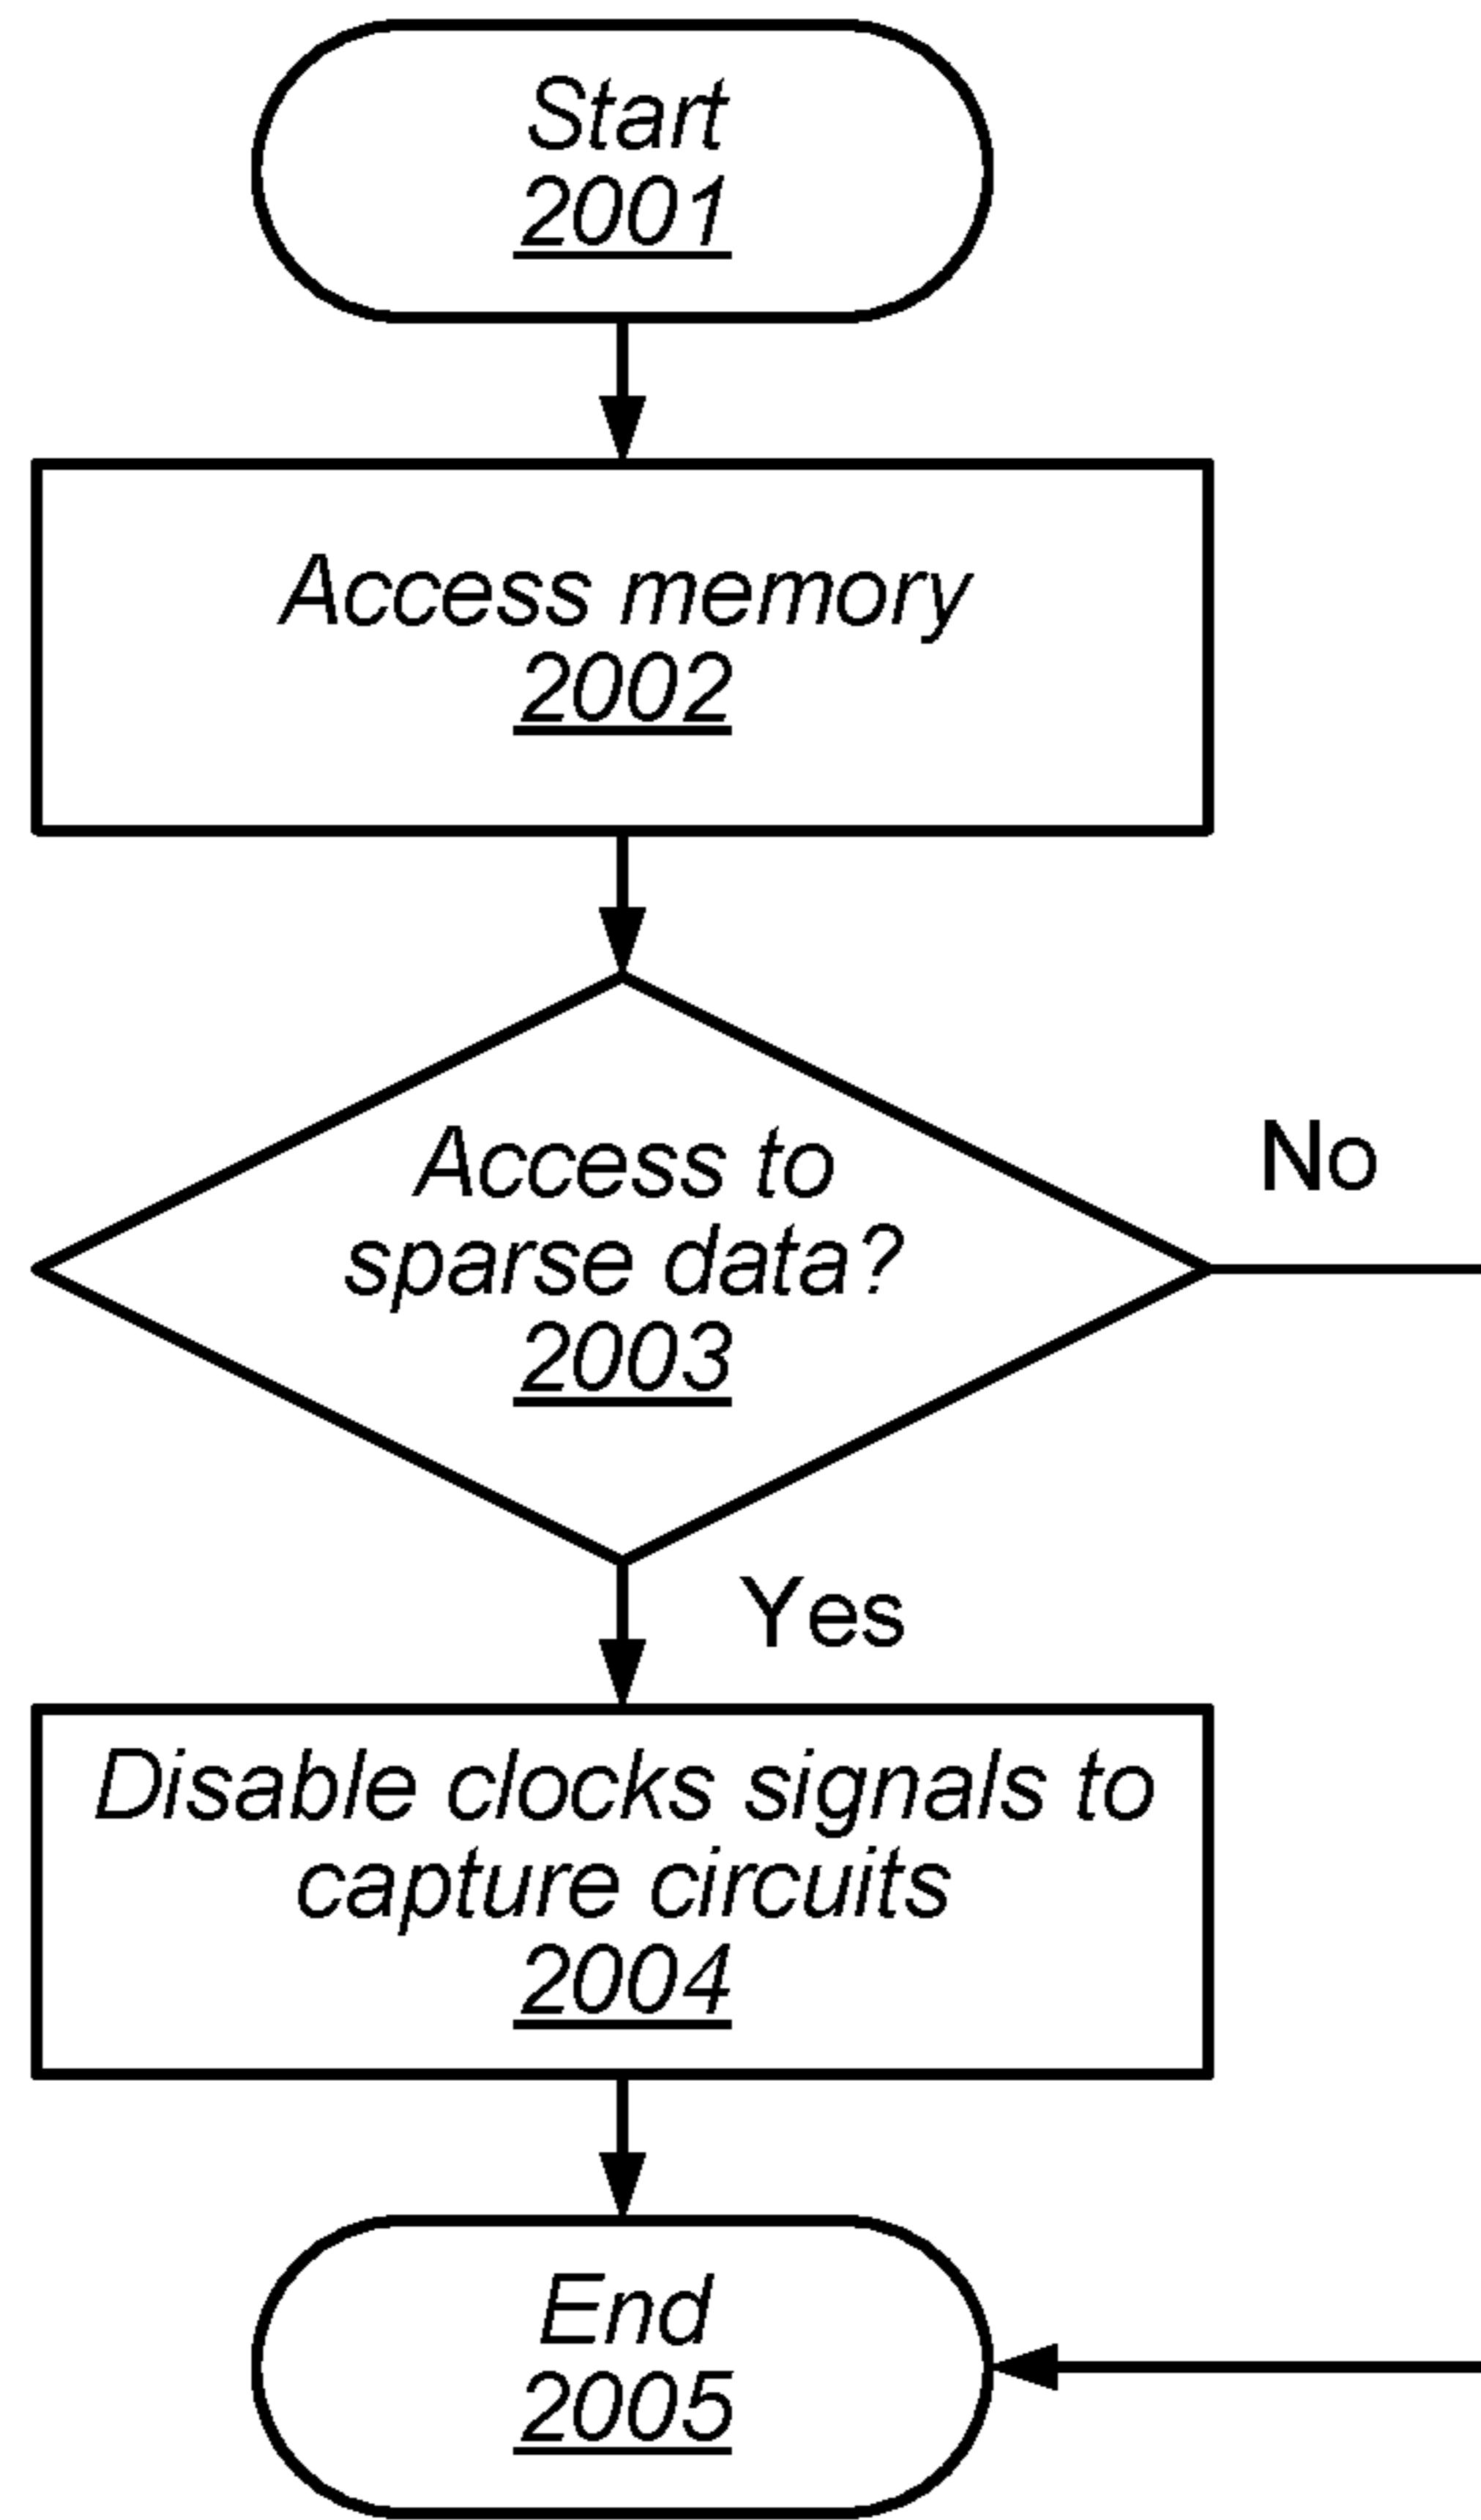 Start
2001
Access memory
2002
Access to
sparse data?
2003
No
Yes
Disable clocks signals to
capture circuits
2004
End
2005